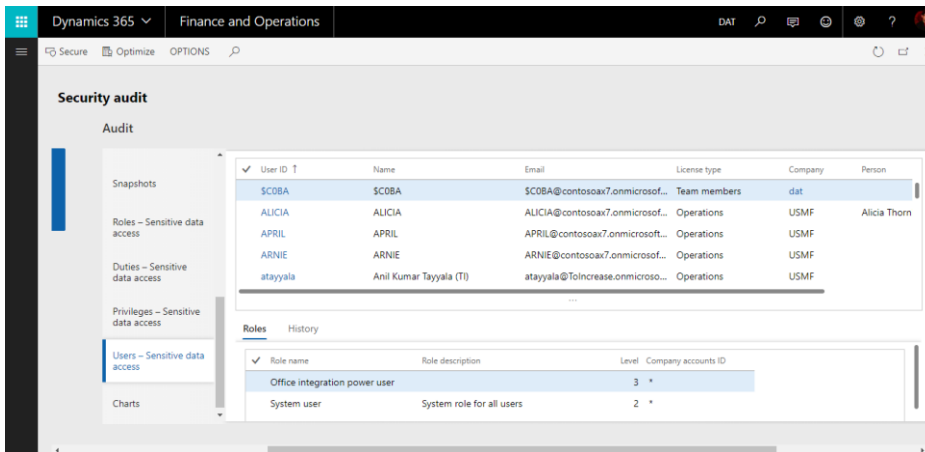 Dynamics 365 Finance and Operations DAT ?
Secure Optimize OPTIONS
Security audit
Audit
Snapshots
Roles – Sensitive data
access
Duties – Sensitive
data access
Privileges – Sensitive
data access
Users – Sensitive data
access
Charts
User ID ↑ Name Email License type Company Person
$C0BA $C0BA $C0BA@contosoax7.onmicrosof... Team members dat
ALICIA ALICIA ALICIA@contosoax7.onmicrosof... Operations USMF Alicia Thorn
APRIL APRIL APRIL@contosoax7.onmicrosoft... Operations USMF
ARNIE ARNIE ARNIE@contosoax7.onmicrosof... Operations USMF
atayyala Anil Kumar Tayyala (TI) atayyala@ToIncrease.onmicroso... Operations USMF
Roles History
Role name Role description Level Company accounts ID
Office integration power user 3 *
System user System role for all users 2 *